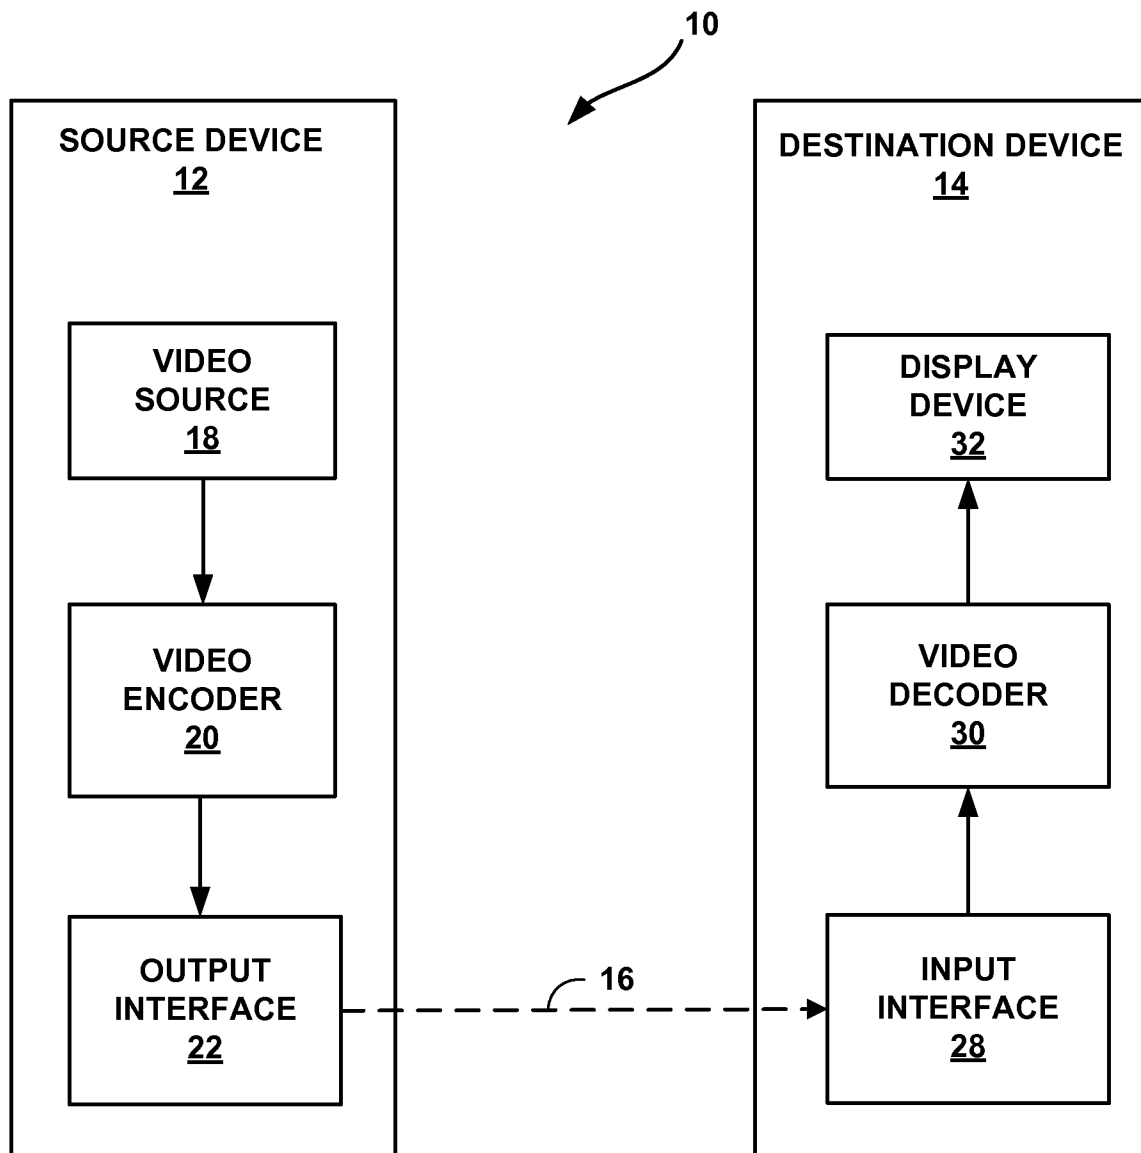 10
SOURCE DEVICE
12
VIDEO
SOURCE
18
VIDEO
ENCODER
20
OUTPUT
INTERFACE
22
16
DESTINATION DEVICE
14
DISPLAY
DEVICE
32
VIDEO
DECODER
30
INPUT
INTERFACE
28